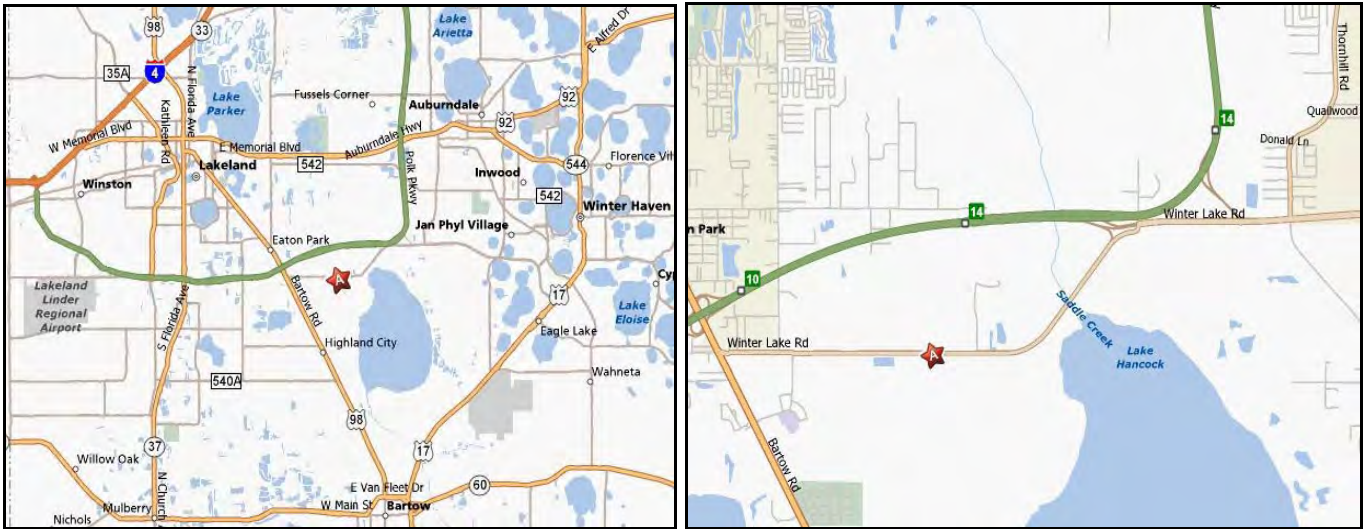 98
33
Lake
Arietta
E Alfred Dr
4
35A
N Florida Ave
Lake
Parker
Fussels Corner
Auburndale
92
92
Kathleen Rd
W Memorial Blvd
E Memorial Blvd
542
Auburndale Hwy
Lakeland
544
Florence Vil
Winston
Inwood
542
Polk Pkwy
Winter Haven
Jan Phyl Village
Eaton Park
A
Lakeland
Linder
Regional
Airport
S Florida Ave
Bartow Rd
17
Cyp
Lake
Eloise
Eagle Lake
Highland City
540A
Wahneta
98
37
17
Willow Oak
N Church
E Van Fleet Dr
60
W Main St
Bartow
Mulberry
Nichols
Thornhill Rd
14
Quailwood
Donald Ln
14
Winter Lake Rd
n Park
10
Saddle Creek
Winter Lake Rd
A
Lake
Hancock
Bartow Rd